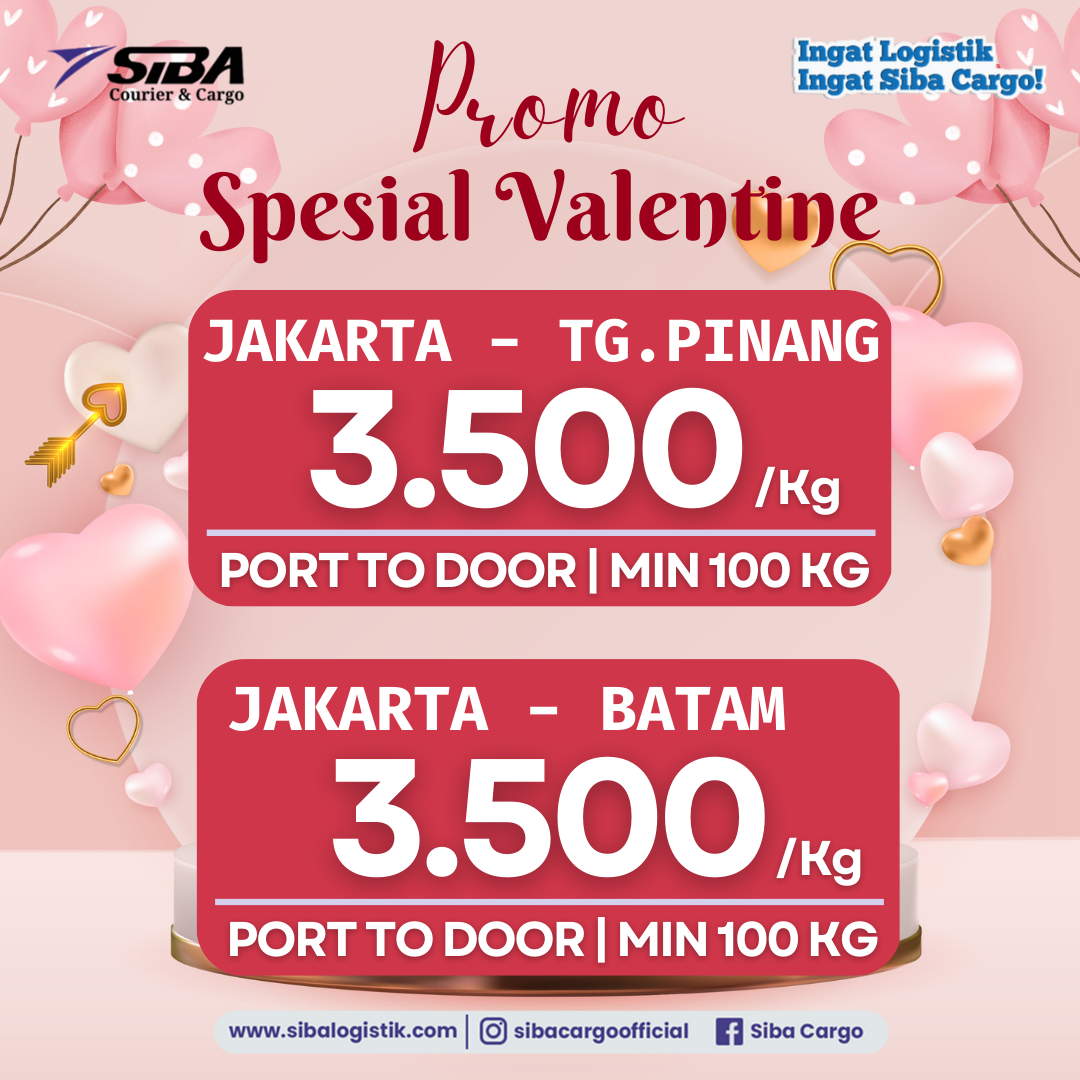 SiBA
Courier & Cargo
Ingat Logistik
Ingat Siba Cargo!
Promo
Spesial Valentine
JAKARTA - TG.PINANG
3.500 /Kg
PORT TO DOOR | MIN 100 KG
JAKARTA - BATAM
3.500 /Kg
PORT TO DOOR | MIN 100 KG
www.sibalogistik.com | sibacargoofficial Siba Cargo